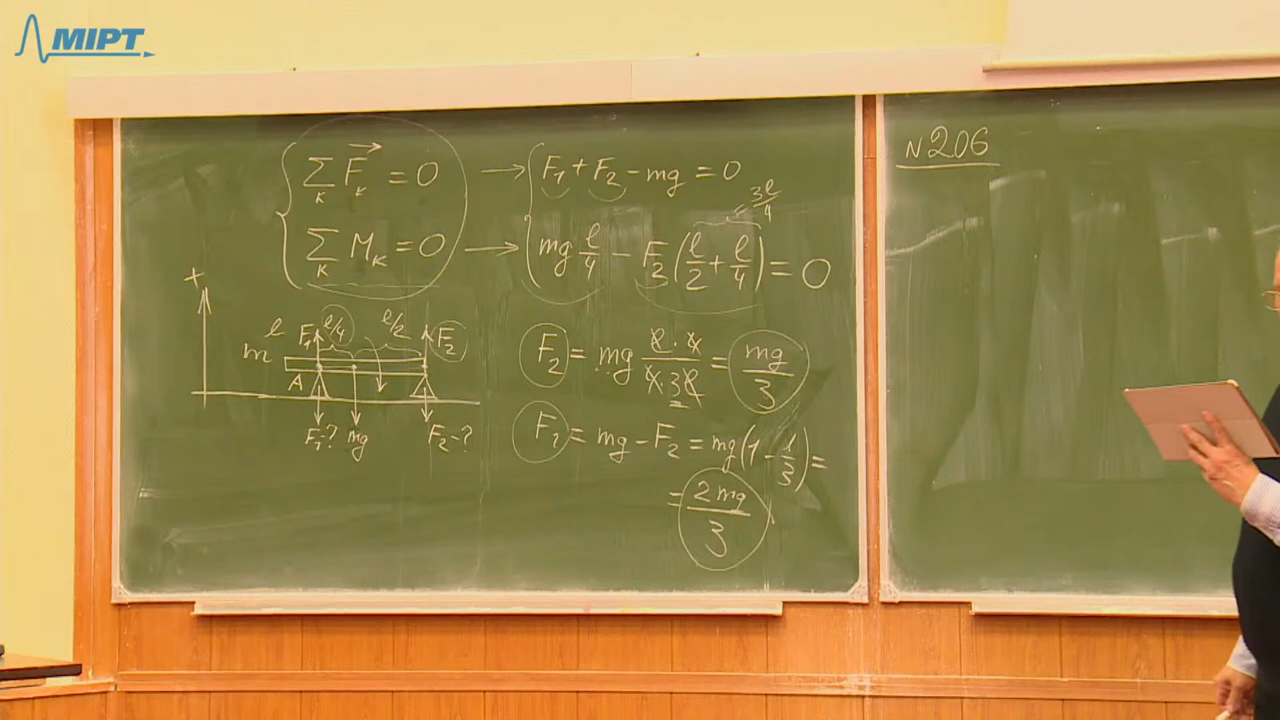 MIPT
∑ₖ F⃗ₖ = 0 → F₁ + F₂ - mg = 0
= 3ℓ/4
∑ₖ Mₖ = 0 → mg ℓ/4 - F₂ (ℓ/2 + ℓ/4) = 0
+
ℓ F₁ ℓ/4 ℓ/2 F₂
m
A
F₁-? mg F₂-?
F₂ = mg ℓ·4/4·3ℓ = mg/3
F₁ = mg - F₂ = mg(1 - 1/3) =
= 2mg/3
N206